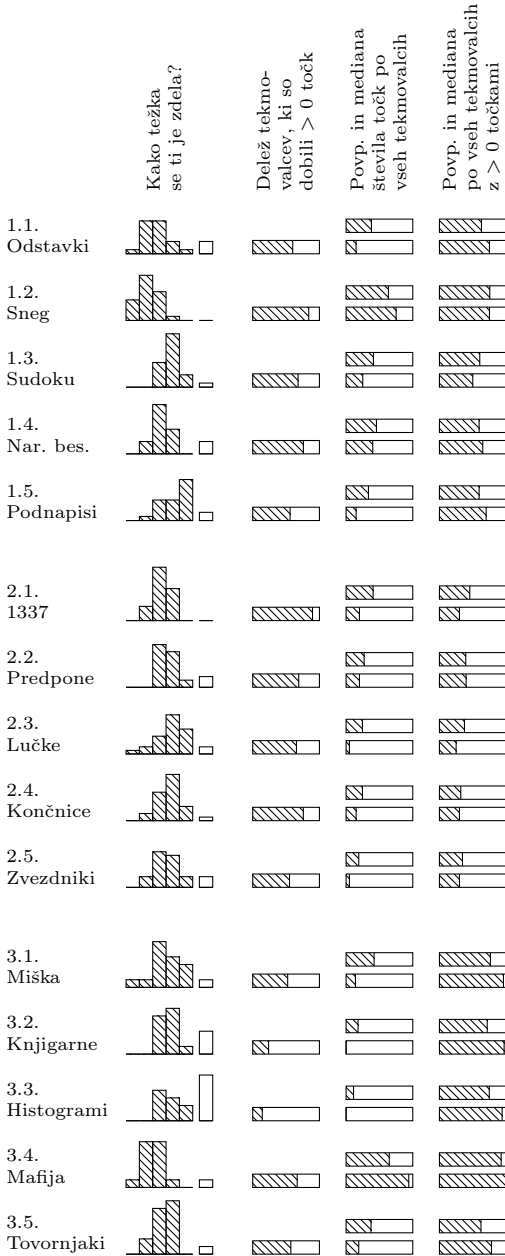 Kako težka
se ti je zdela?
Delež tekmo-
valcev, ki so
dobili > 0 točk
Povp. in mediana
števila točk po
vseh tekmovalcih
Povp. in mediana
po vseh tekmovalcih
z > 0 točkami
1.1.
Odstavki
1.2.
Sneg
1.3.
Sudoku
1.4.
Nar. bes.
1.5.
Podnapisi
2.1.
1337
2.2.
Predpone
2.3.
Lučke
2.4.
Končnice
2.5.
Zvezdniki
3.1.
Miška
3.2.
Knjigarne
3.3.
Histogrami
3.4.
Mafija
3.5.
Tovornjaki